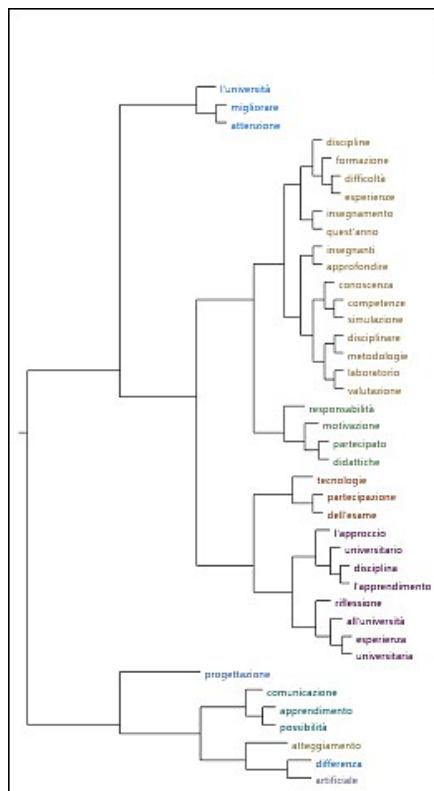 l'università
migliorare
attenzione
discipline
formazione
difficoltà
esperienze
insegnamento
quest'anno
insegnanti
approfondire
conoscenza
competenze
simulazione
disciplinare
metodologie
laboratorio
valutazione
responsabilità
motivazione
partecipato
didattiche
tecnologie
partecipazione
dell'esame
l'approccio
universitario
disciplina
l'apprendimento
riflessione
all'università
esperienza
universitaria
progettazione
comunicazione
apprendimento
possibilità
atteggiamento
differenza
artificiale